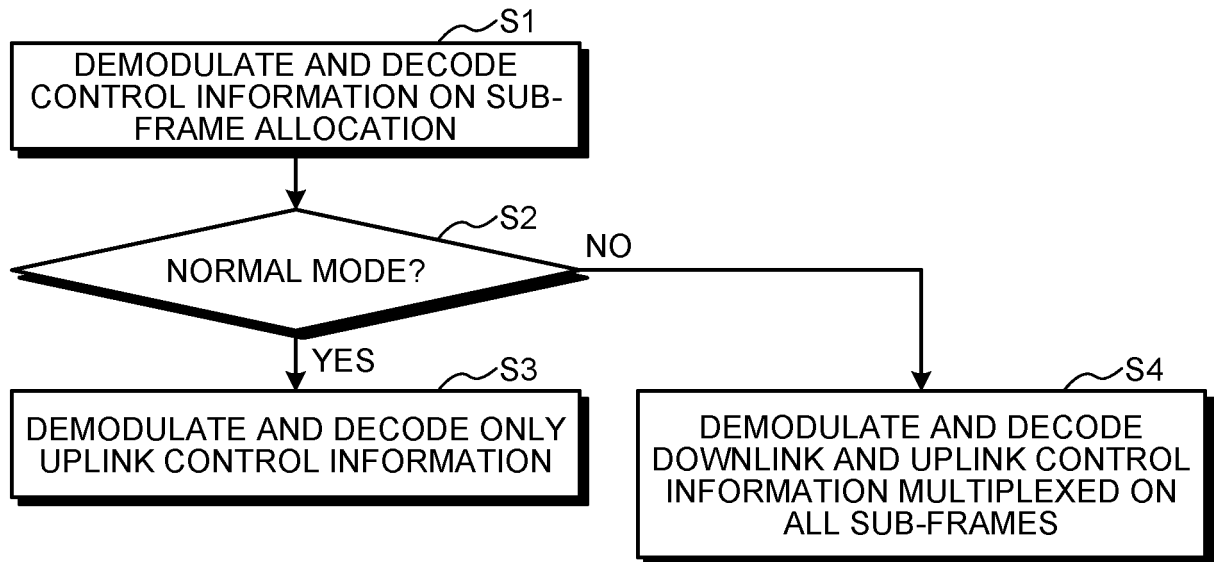 S1
DEMODULATE AND DECODE
CONTROL INFORMATION ON SUB-
FRAME ALLOCATION
S2
NORMAL MODE?
NO
YES
S3
DEMODULATE AND DECODE ONLY
UPLINK CONTROL INFORMATION
S4
DEMODULATE AND DECODE
DOWNLINK AND UPLINK CONTROL
INFORMATION MULTIPLEXED ON
ALL SUB-FRAMES